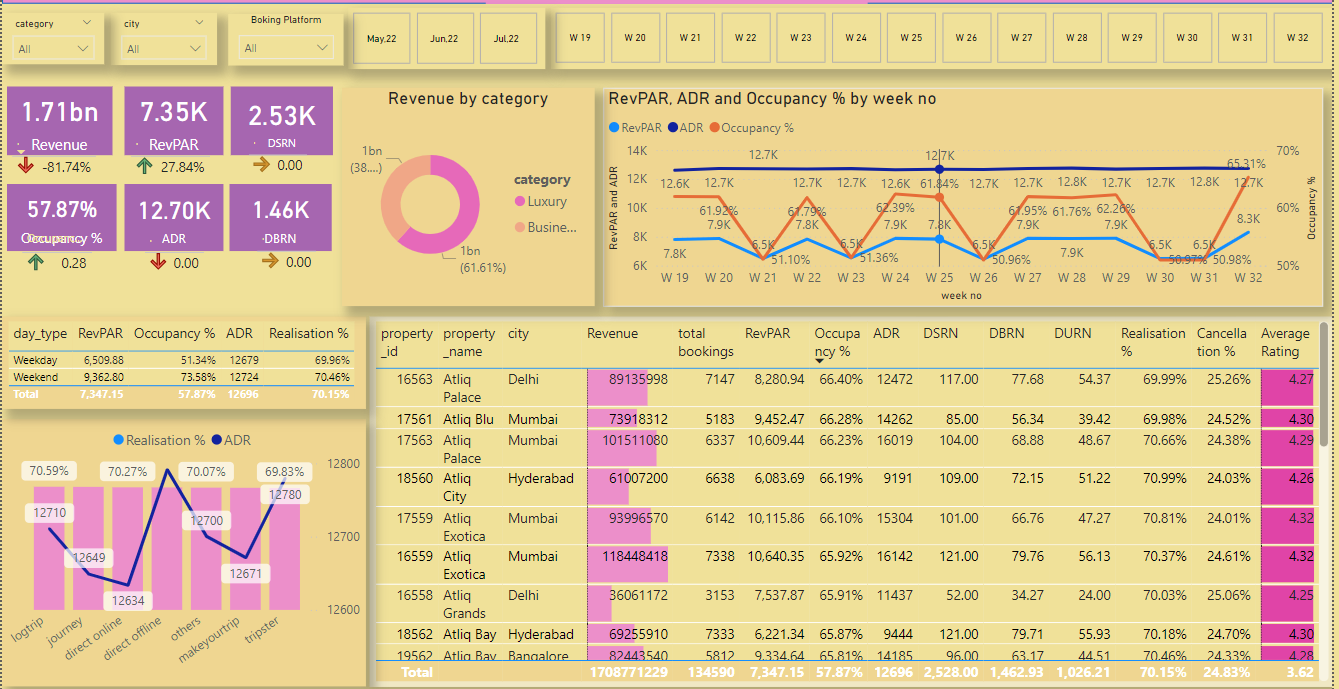 category
city
Boking Platform
All
All
All
May,22
Jun,22
Jul,22
W 19
W 20
W 21
W 22
W 23
W 24
W 25
W 26
W 27
W 28
W 29
W 30
W 31
W 32
1.71bn
Revenue
-81.74%
7.35K
RevPAR
27.84%
2.53K
DSRN
0.00
57.87%
Occupancy %
0.28
12.70K
ADR
0.00
1.46K
DBRN
0.00
Revenue by category
1bn
(38....)
1bn
(61.61%)
category
Luxury
Busine...
RevPAR, ADR and Occupancy % by week no
RevPAR ADR Occupancy %
RevPAR and ADR
14K
12K
10K
8K
6K
70%
60%
50%
Occupancy %
12.7K 12.7K 65.31%
12.6K 12.7K 12.7K 12.7K 12.6K 61.84% 12.7K 12.7K 12.8K 12.7K 12.7K 12.8K 12.7K
61.92% 61.79% 62.39% 61.95% 61.76% 62.26%
7.9K 7.8K 7.9K 7.8K 7.9K 7.9K 8.3K
6.5K 6.5K 6.5K 6.5K 6.5K
7.8K 51.10% 51.36% 50.96% 7.9K 50.97% 50.98%
W 19 W 20 W 21 W 22 W 23 W 24 W 25 W 26 W 27 W 28 W 29 W 30 W 31 W 32
week no
day_type RevPAR Occupancy % ADR Realisation %
Weekday 6,509.88 51.34% 12679 69.96%
Weekend 9,362.80 73.58% 12724 70.46%
Total 7,347.15 57.87% 12696 70.15%
Realisation % ADR
12800
12700
12600
70.59% 70.27% 70.07% 69.83%
12780
12710
12700
12649
12671
12634
logtrip
journey
direct online
direct offline
others
makeyourtrip
tripster
property_id property_name city Revenue total bookings RevPAR Occupancy % ADR DSRN DBRN DURN Realisation % Cancellation % Average Rating
16563 Atliq Palace Delhi 89135998 7147 8,280.94 66.40% 12472 117.00 77.68 54.37 69.99% 25.26% 4.27
17561 Atliq Blu Mumbai 73918312 5183 9,452.47 66.28% 14262 85.00 56.34 39.42 69.98% 24.52% 4.30
17563 Atliq Palace Mumbai 101511080 6337 10,609.44 66.23% 16019 104.00 68.88 48.67 70.66% 24.38% 4.29
18560 Atliq City Hyderabad 61007200 6638 6,083.69 66.19% 9191 109.00 72.15 51.22 70.99% 24.03% 4.26
17559 Atliq Exotica Mumbai 93996570 6142 10,115.86 66.10% 15304 101.00 66.76 47.27 70.81% 24.01% 4.32
16559 Atliq Exotica Mumbai 118448418 7338 10,640.35 65.92% 16142 121.00 79.76 56.13 70.37% 24.61% 4.32
16558 Atliq Grands Delhi 36061172 3153 7,537.87 65.91% 11437 52.00 34.27 24.00 70.03% 25.06% 4.25
18562 Atliq Bay Hyderabad 69255910 7333 6,221.34 65.87% 9444 121.00 79.71 55.93 70.18% 24.70% 4.30
19562 Atliq Bay Bangalore 82443540 5812 9,334.64 65.81% 14185 96.00 63.17 44.51 70.46% 24.33% 4.28
Total 1708771229 134590 7,347.15 57.87% 12696 2,528.00 1,462.93 1,026.21 70.15% 24.83% 3.62